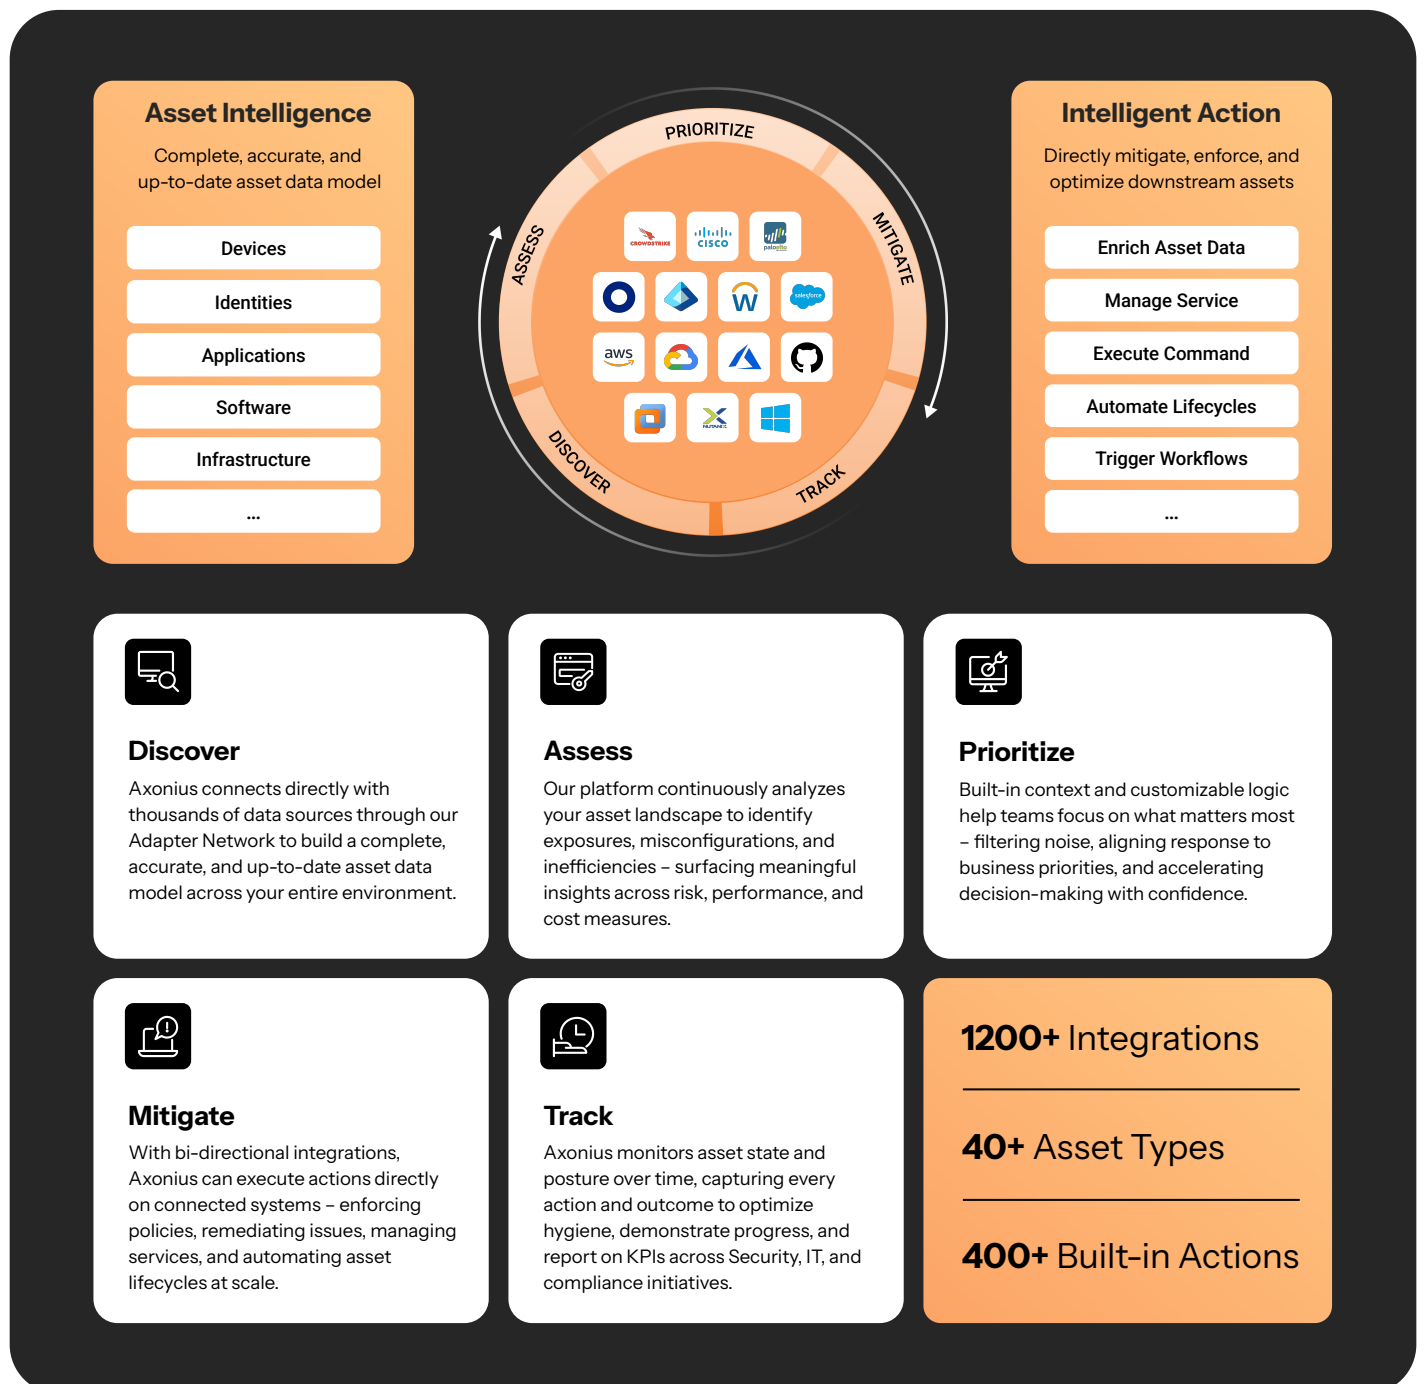 Asset Intelligence
Complete, accurate, and
up-to-date asset data model
Devices
Identities
Applications
Software
Infrastructure
...
PRIORITIZE
MITIGATE
TRACK
DISCOVER
ASSESS
CROWDSTRIKE
CISCO
paloalto
W
salesforce
aws
NUTANIX
Intelligent Action
Directly mitigate, enforce, and
optimize downstream assets
Enrich Asset Data
Manage Service
Execute Command
Automate Lifecycles
Trigger Workflows
...
Discover
Axonius connects directly with
thousands of data sources through our
Adapter Network to build a complete,
accurate, and up-to-date asset data
model across your entire environment.
Assess
Our platform continuously analyzes
your asset landscape to identify
exposures, misconfigurations, and
inefficiencies – surfacing meaningful
insights across risk, performance, and
cost measures.
Prioritize
Built-in context and customizable logic
help teams focus on what matters most
– filtering noise, aligning response to
business priorities, and accelerating
decision-making with confidence.
Mitigate
With bi-directional integrations,
Axonius can execute actions directly
on connected systems – enforcing
policies, remediating issues, managing
services, and automating asset
lifecycles at scale.
Track
Axonius monitors asset state and
posture over time, capturing every
action and outcome to optimize
hygiene, demonstrate progress, and
report on KPIs across Security, IT, and
compliance initiatives.
1200+ Integrations
40+ Asset Types
400+ Built-in Actions